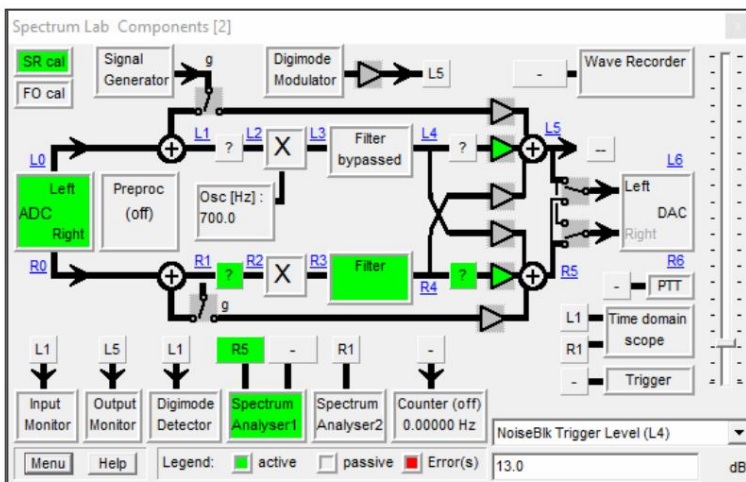 Spectrum Lab Components [2]
SR cal
FO cal
Signal
Generator
g
Digimode
Modulator
L5
-
Wave Recorder
L0
L1
?
L2
X
L3
Filter
bypassed
L4
?
L5
--
L6
Left
ADC
Right
Preproc
(off)
Osc [Hz] :
700.0
Left
DAC
Right
R0
R1
?
R2
X
R3
Filter
R4
?
R5
R6
g
-
PTT
L1
R1
Time domain
scope
-
Trigger
L1
L5
L1
R5
-
R1
-
Input
Monitor
Output
Monitor
Digimode
Detector
Spectrum
Analyser1
Spectrum
Analyser2
Counter (off)
0.00000 Hz
NoiseBlk Trigger Level (L4)
Menu
Help
Legend:
active
passive
Error(s)
13.0
dB